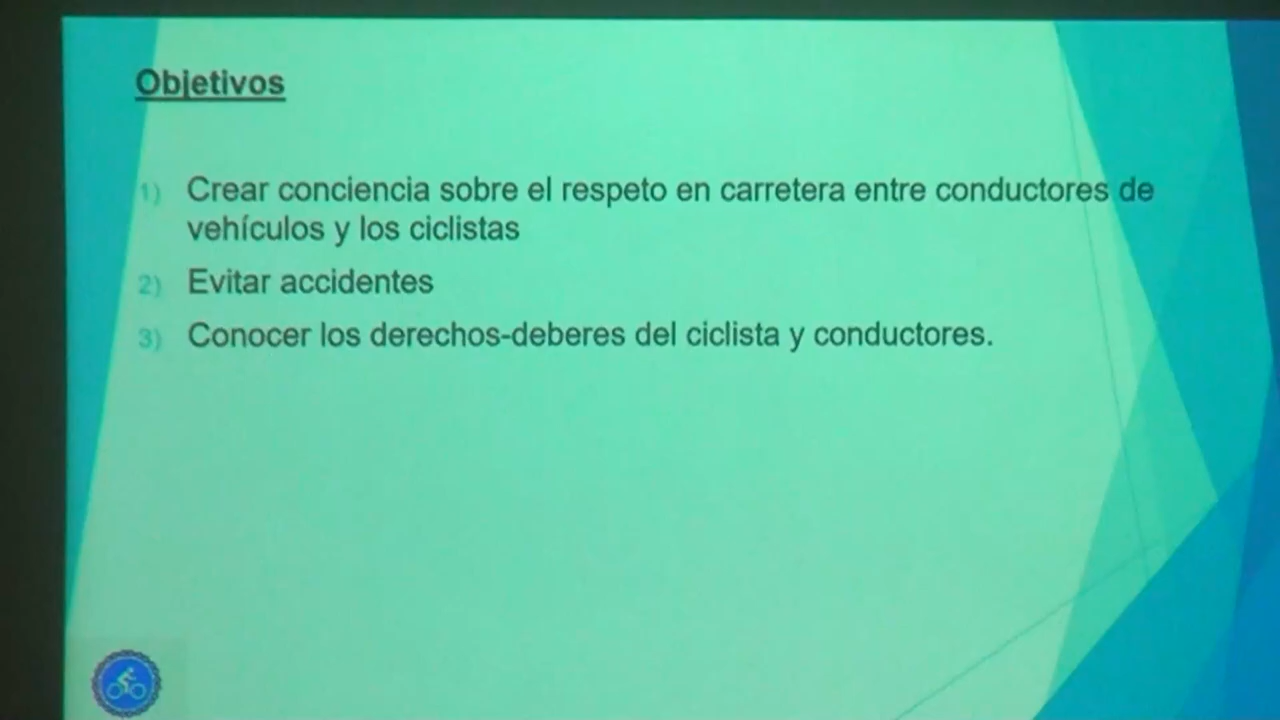 Objetivos
1) Crear conciencia sobre el respeto en carretera entre conductores de
vehículos y los ciclistas
2) Evitar accidentes
3) Conocer los derechos-deberes del ciclista y conductores.